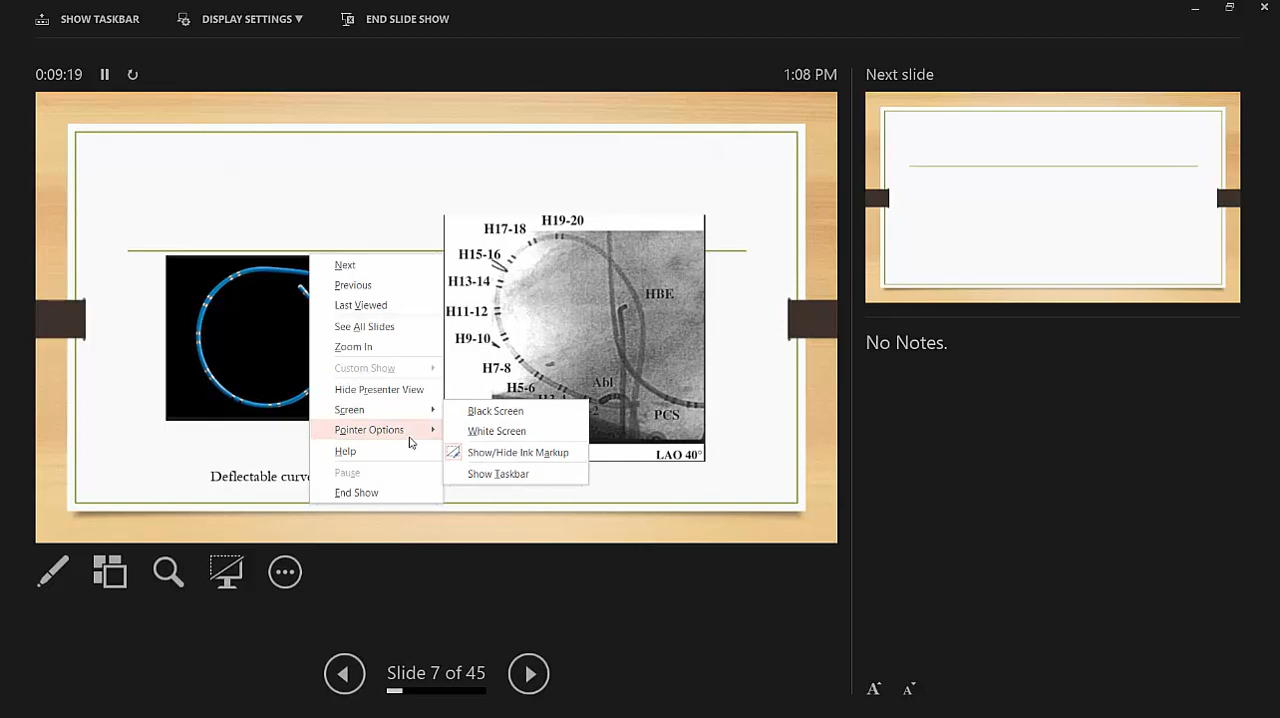 SHOW TASKBAR
DISPLAY SETTINGS ▼
END SLIDE SHOW
0:09:19
1:08 PM
Next slide
H19-20
H17-18
H15-16
H13-14
HBE
H11-12
H9-10
H7-8
Abl
H5-6
PCS
LAO 40°
Deflectable curve
Next
Previous
Last Viewed
See All Slides
Zoom In
Custom Show
Hide Presenter View
Screen
Pointer Options
Help
Pause
End Show
Black Screen
White Screen
Show/Hide Ink Markup
Show Taskbar
No Notes.
Slide 7 of 45
A A